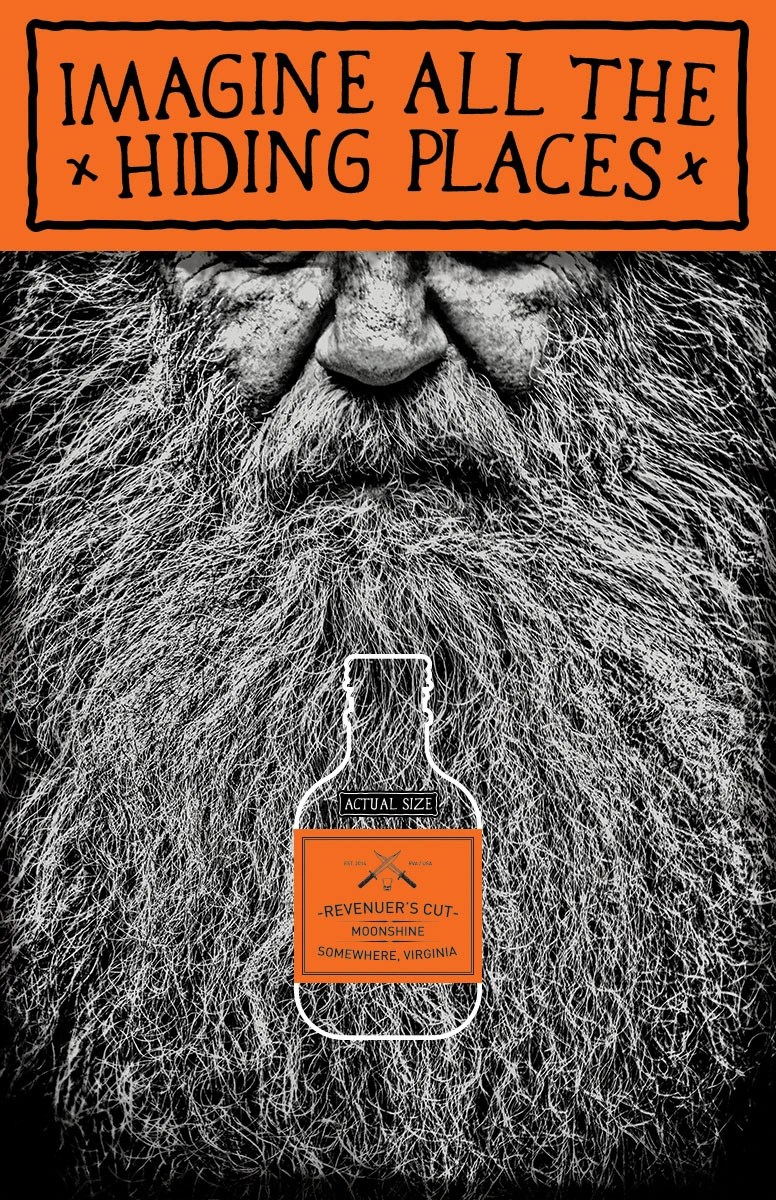 IMAGINE ALL THE
x HIDING PLACES x
ACTUAL SIZE
EST. 2014
-REVENUER'S CUT-
MOONSHINE
SOMEWHERE, VIRGINIA